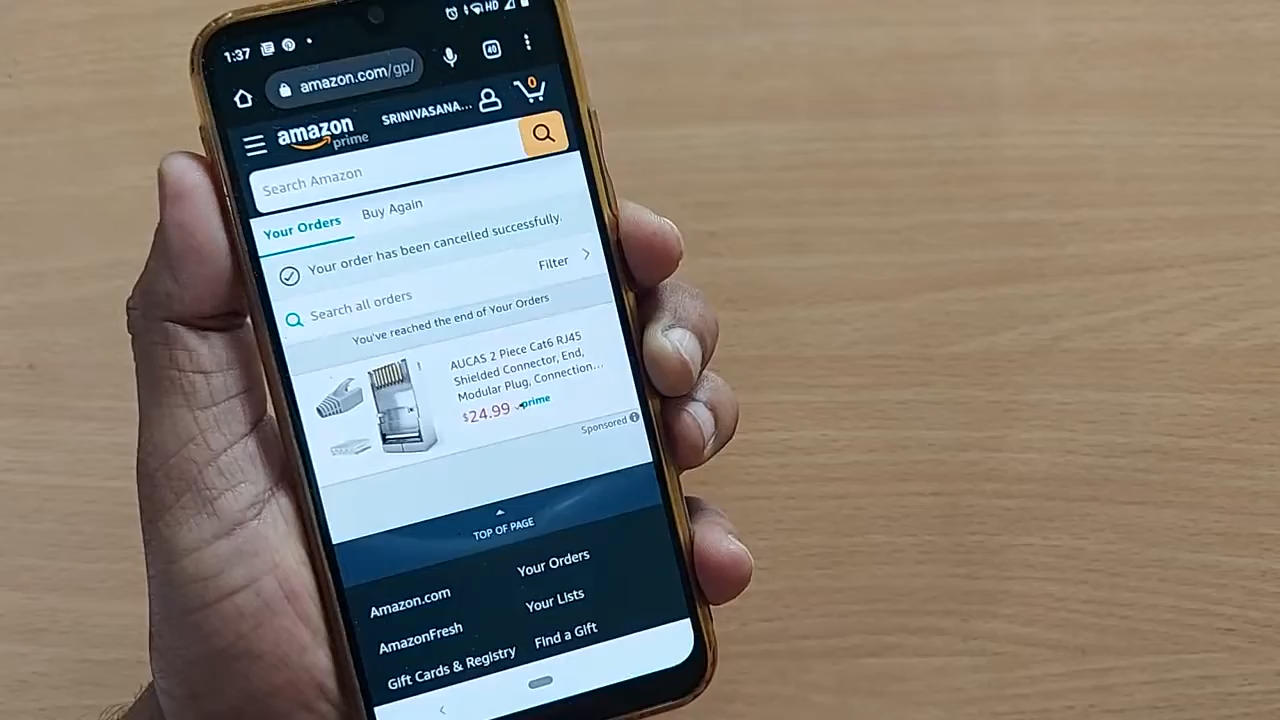 1:37
HD
amazon.com/gp/
40
amazon prime
SRINIVASANA...
0
Search Amazon
Your Orders
Buy Again
Your order has been cancelled successfully.
Filter
Search all orders
You've reached the end of Your Orders
AUCAS 2 Piece Cat6 RJ45
Shielded Connector, End,
Modular Plug, Connection...
$24.99 prime
Sponsored
TOP OF PAGE
Amazon.com
Your Orders
AmazonFresh
Your Lists
Gift Cards & Registry
Find a Gift